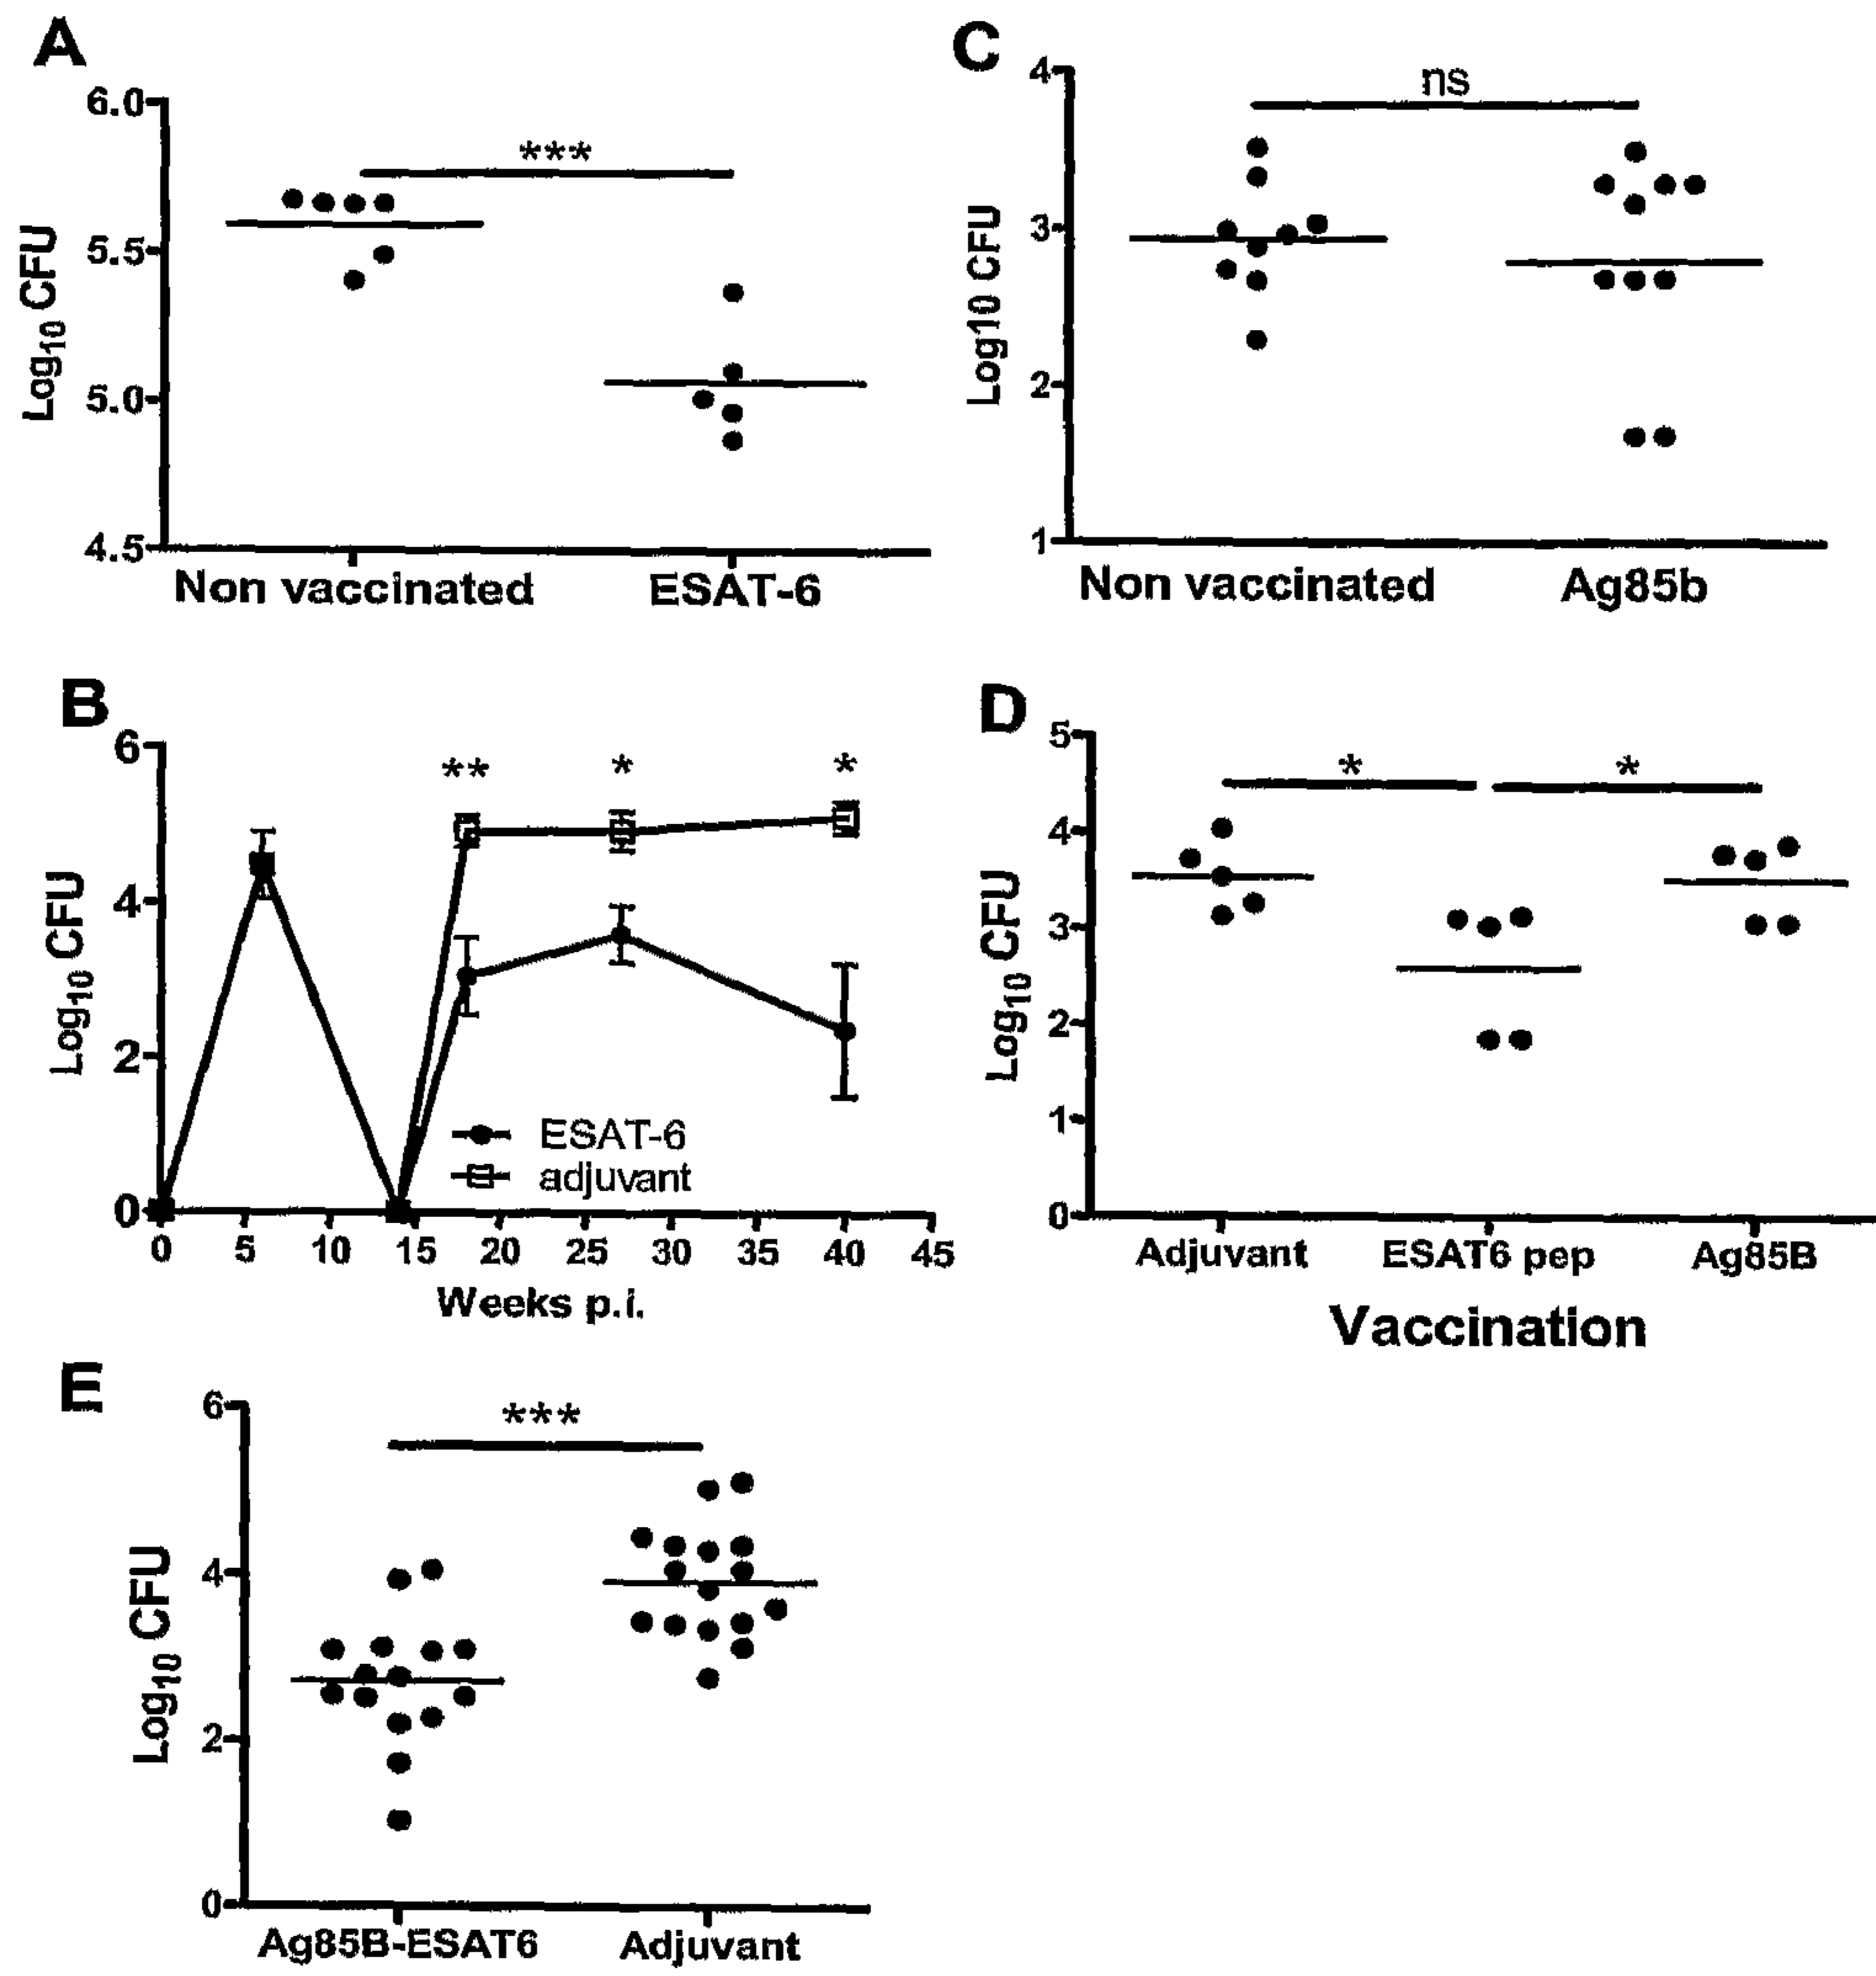 A
6.0
5.5
5.0
4.5
Log10 CFU
***
Non vaccinated
ESAT-6
C
4
3
2
1
Log10 CFU
ns
Non vaccinated
Ag85b
B
6
4
2
0
Log10 CFU
** * *
ESAT-6
adjuvant
0 5 10 15 20 25 30 35 40 45
Weeks p.i.
D
5
4
3
2
1
0
Log10 CFU
* *
Adjuvant ESAT6 pep Ag85B
Vaccination
E
6
4
2
0
Log10 CFU
***
Ag85B-ESAT6 Adjuvant